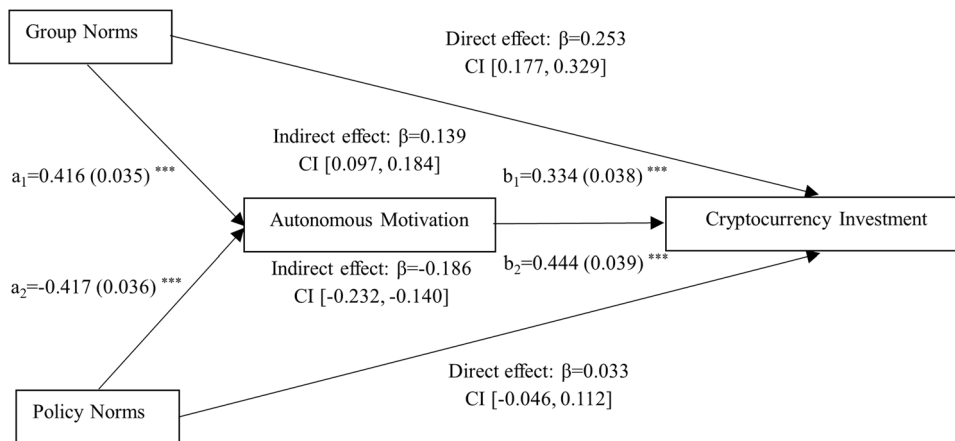 Group Norms
Direct effect: β=0.253
CI [0.177, 0.329]
Indirect effect: β=0.139
CI [0.097, 0.184]
a₁=0.416 (0.035) ***
b₁=0.334 (0.038) ***
Autonomous Motivation
Cryptocurrency Investment
Indirect effect: β=-0.186
CI [-0.232, -0.140]
a₂=-0.417 (0.036) ***
b₂=0.444 (0.039) ***
Direct effect: β=0.033
CI [-0.046, 0.112]
Policy Norms